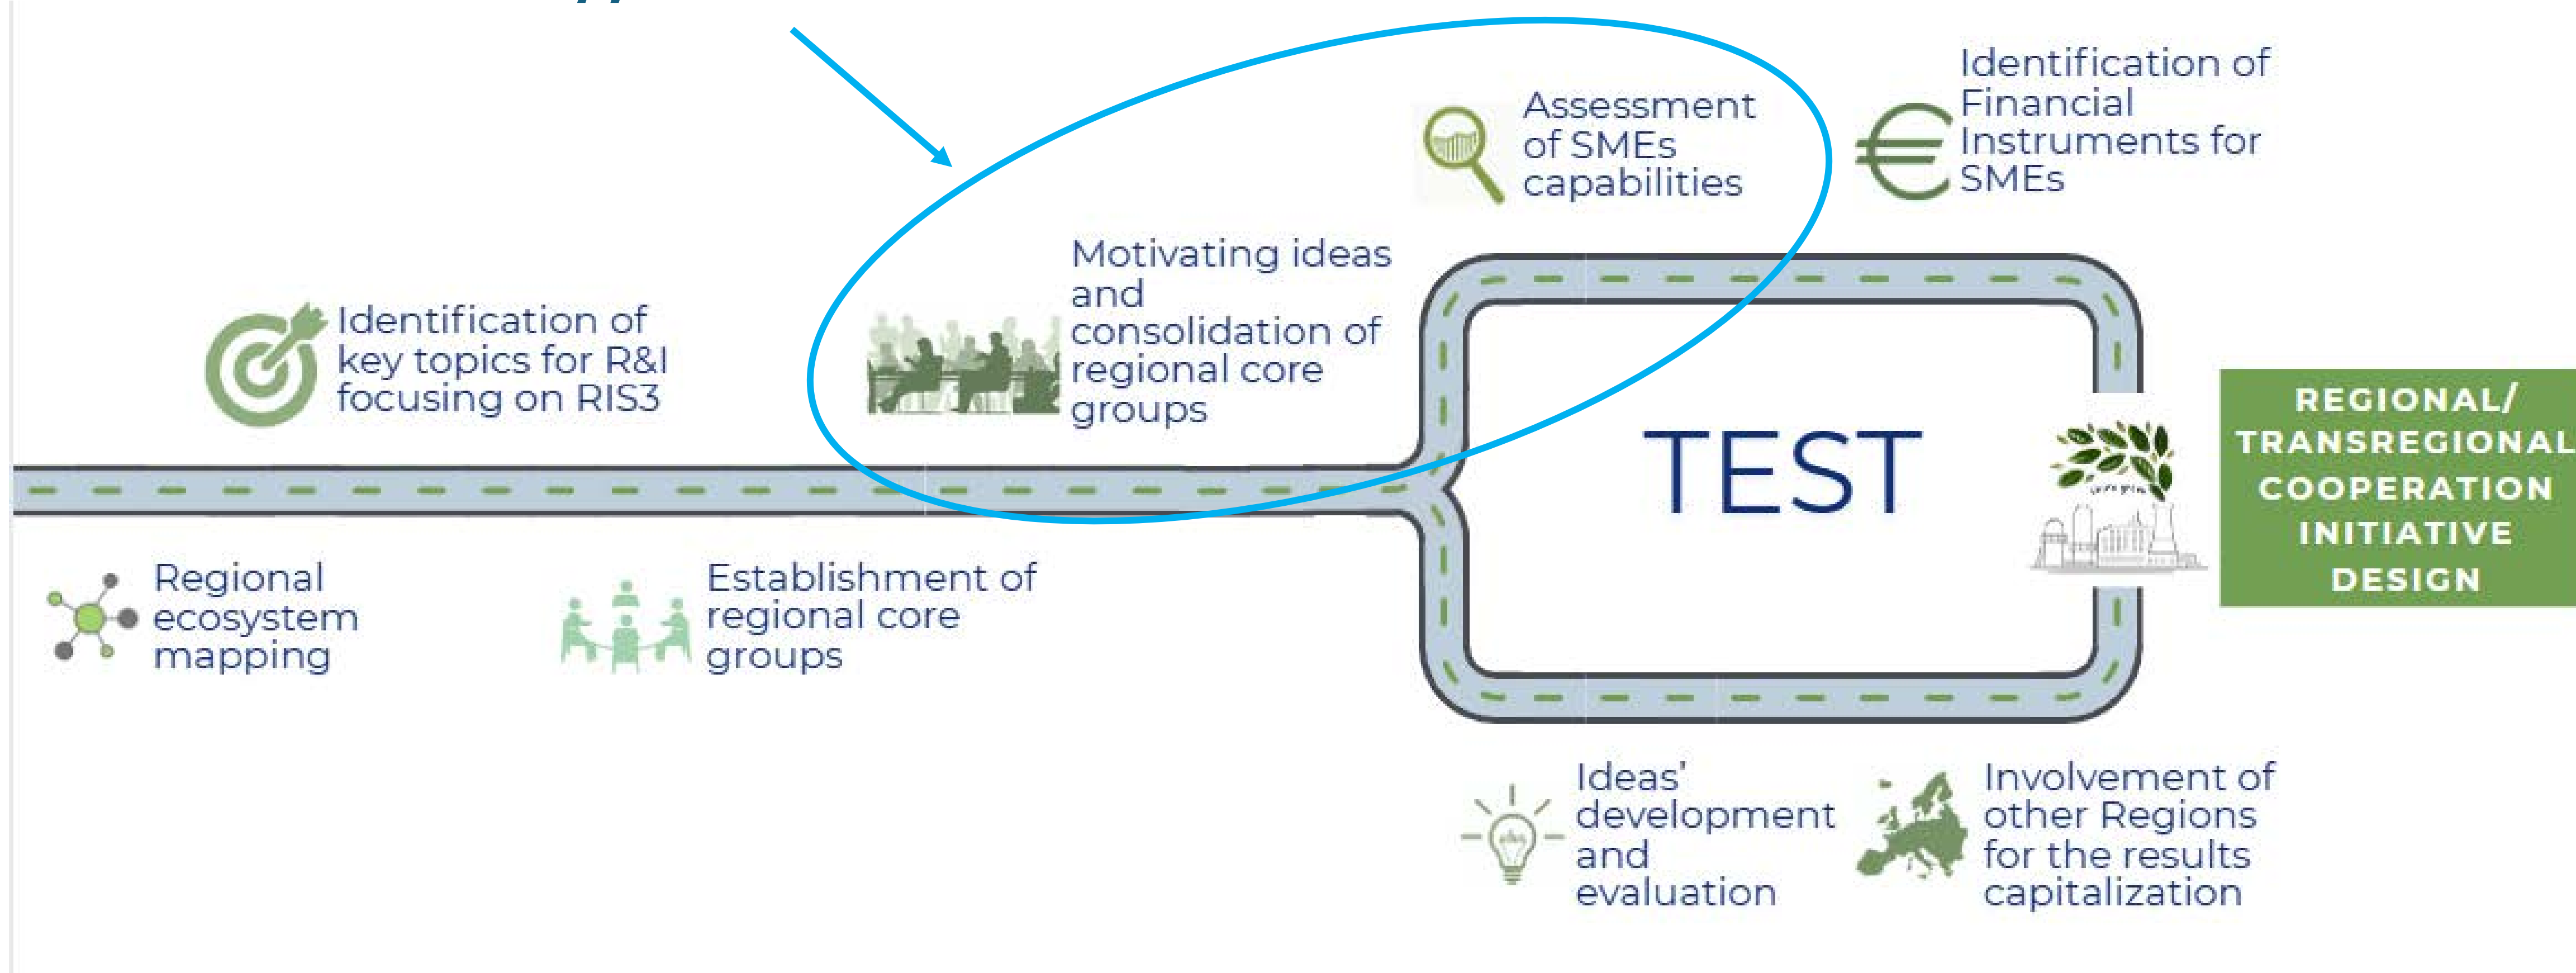 Identification of
Financial
Instruments for
SMEs
Assessment
of SMEs
capabilities
Motivating ideas
and
consolidation of
regional core
groups
Identification of
key topics for R&I
focusing on RIS3
TEST
REGIONAL/
TRANSREGIONAL
COOPERATION
INITIATIVE
DESIGN
Regional
ecosystem
mapping
Establishment of
regional core
groups
Ideas'
development
and
evaluation
Involvement of
other Regions
for the results
capitalization